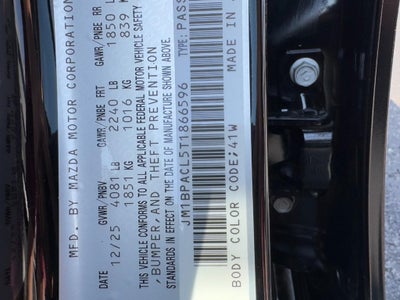 MFD. BY MAZDA MOTOR CORPORATION
DATE GVWR/PNBV GAWR/PNBE FRT GAWR/PNBE RR
12/25 4081 LB 2240 LB 1850 L
1851 KG 1016 KG 839 K
THIS VEHICLE CONFORMS TO ALL APPLICABLE FEDERAL MOTOR VEHICLE SAFETY
,BUMPER,AND THEFT PREVENTION
STANDARDS IN EFFECT ON THE DATE OF MANUFACTURE SHOWN ABOVE.
JM1BPACL5T1866596 TYPE: PASS
MADE IN
BODY COLOR CODE;41W